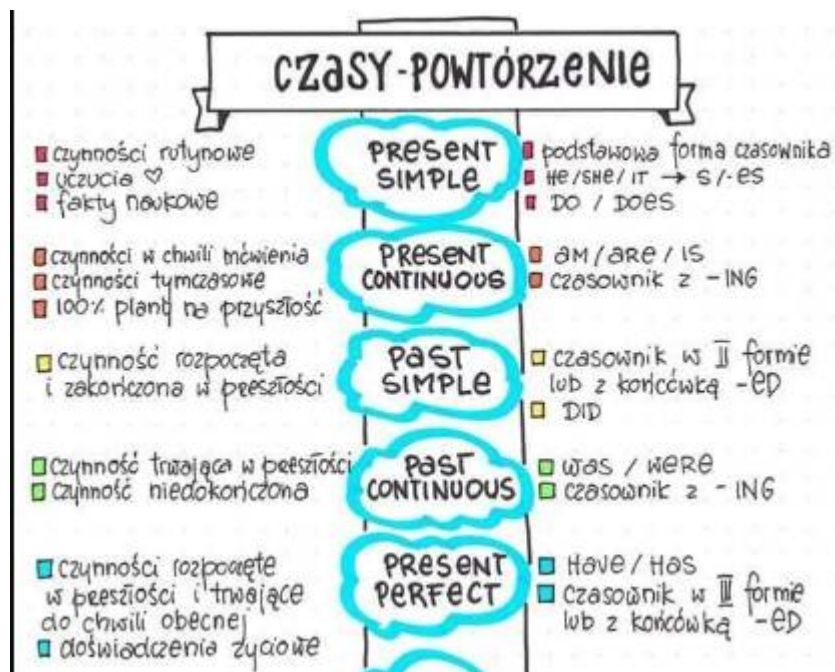 CZASY - POWTÓRZENIE
czynności rutynowe
uczucia ♡
fakty naukowe
PRESENT
SIMPLE
podstawowa forma czasownika
HE/SHE/IT → S/-ES
DO / DOES
czynności w chwili mówienia
czynności tymczasowe
100% plany na przyszłość
PRESENT
CONTINUOUS
AM/ARE/IS
czasownik z -ING
czynność rozpoczęta
i zakończona w przeszłości
PAST
SIMPLE
czasownik w II formie
lub z końcówką -ED
DID
czynność trwająca w przeszłości
czynność niedokończona
PAST
CONTINUOUS
WAS / WERE
czasownik z -ING
czynności rozpoczęte
w przeszłości i trwające
do chwili obecnej
doświadczenia życiowe
PRESENT
PERFECT
HAVE / HAS
czasownik w III formie
lub z końcówką -ED